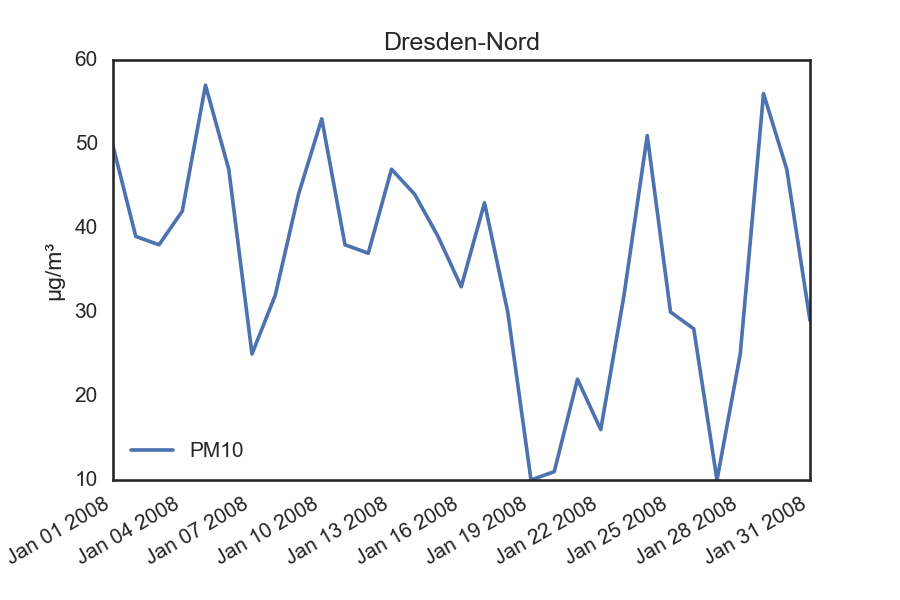 Dresden-Nord
60
50
40
30
20
10
µg/m³
PM10
Jan 01 2008
Jan 04 2008
Jan 07 2008
Jan 10 2008
Jan 13 2008
Jan 16 2008
Jan 19 2008
Jan 22 2008
Jan 25 2008
Jan 28 2008
Jan 31 2008